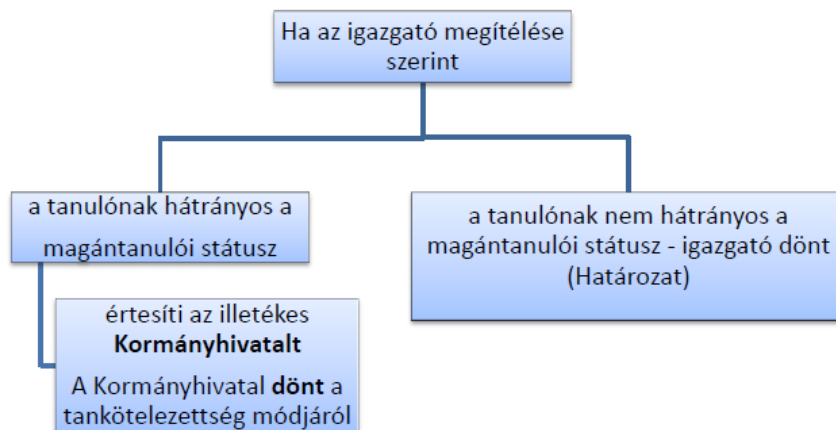 Ha az igazgató megítélése
szerint
a tanulónak hátrányos a
magántanulói státusz
a tanulónak nem hátrányos a
magántanulói státusz - igazgató dönt
(Határozat)
értesíti az illetékes
Kormányhivatalt
A Kormányhivatal dönt a
tankötelezettség módjáról